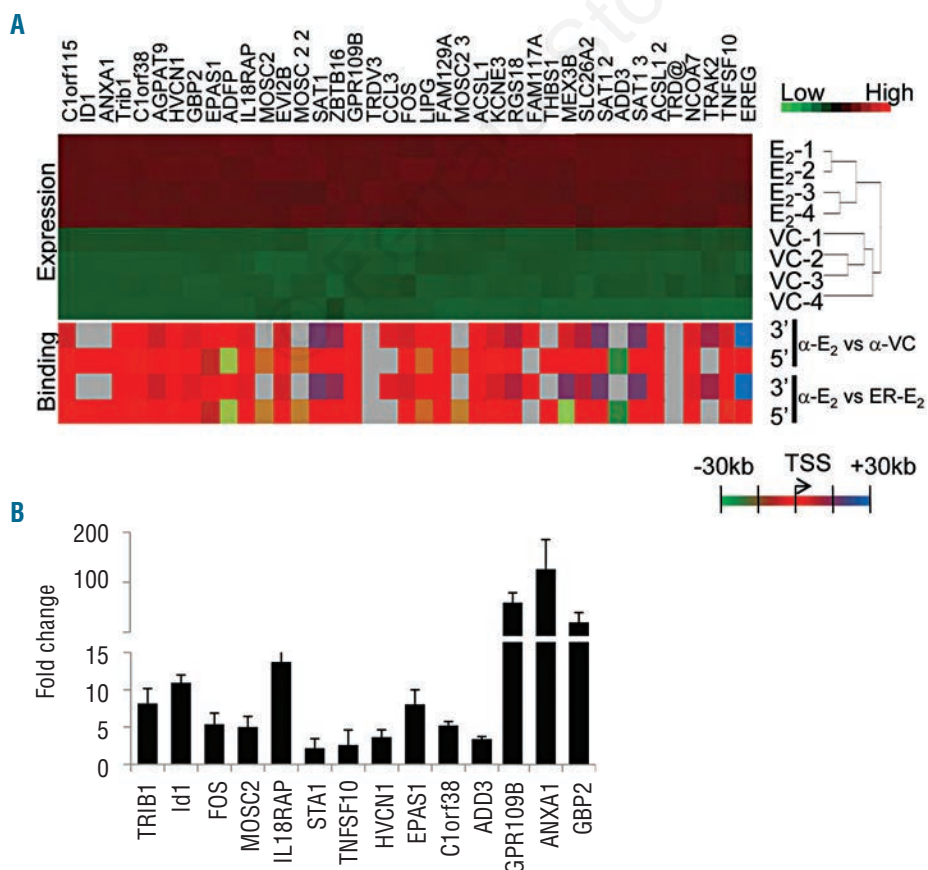 A
C1orf115
ID1
ANXA1
Trib1
C1orf38
AGPAT9
HVCN1
GBP2
EPAS1
ADFP
IL18RAP
MOSC2
EVI2B
MOSC 2 2
SAT1
ZBTB16
GPR109B
TRDV3
CCL3
FOS
LIPG
FAM129A
MOSC2 3
ACSL1
KCNE3
RGS18
FAM117A
THBS1
MEX3B
SLC26A2
SAT1 2
ADD3
SAT1 3
ACSL1 2
TRD@
NCOA7
TRAK2
TNFSF10
EREG
Low High
Expression
E2-1
E2-2
E2-3
E2-4
VC-1
VC-2
VC-3
VC-4
Binding
3'
5'
α-E2 vs α-VC
3'
5'
α-E2 vs ER-E2
-30kb TSS +30kb
B
Fold change
200
100
15
10
5
0
TRIB1
Id1
FOS
MOSC2
IL18RAP
STA1
TNFSF10
HVCN1
EPAS1
C1orf38
ADD3
GPR109B
ANXA1
GBP2